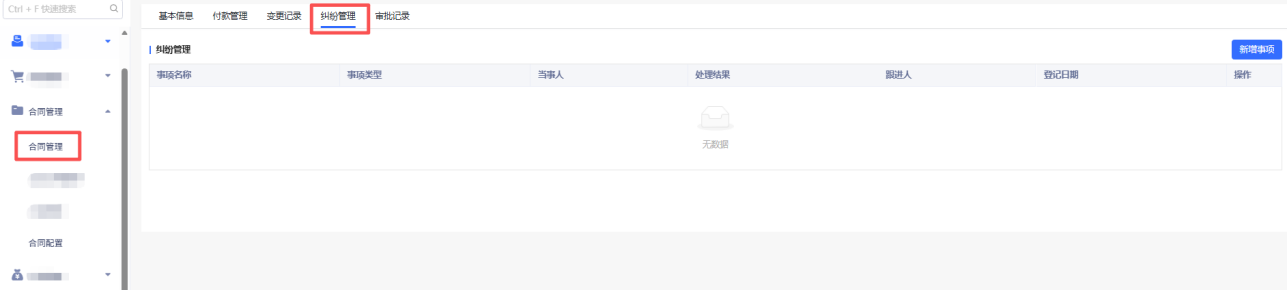 Ctrl + F 快速搜索
合同管理
合同管理
合同配置
基本信息 付款管理 变更记录 纠纷管理 审批记录
纠纷管理
新增事项
事项名称 事项类型 当事人 处理结果 跟进人 登记日期 操作
无数据